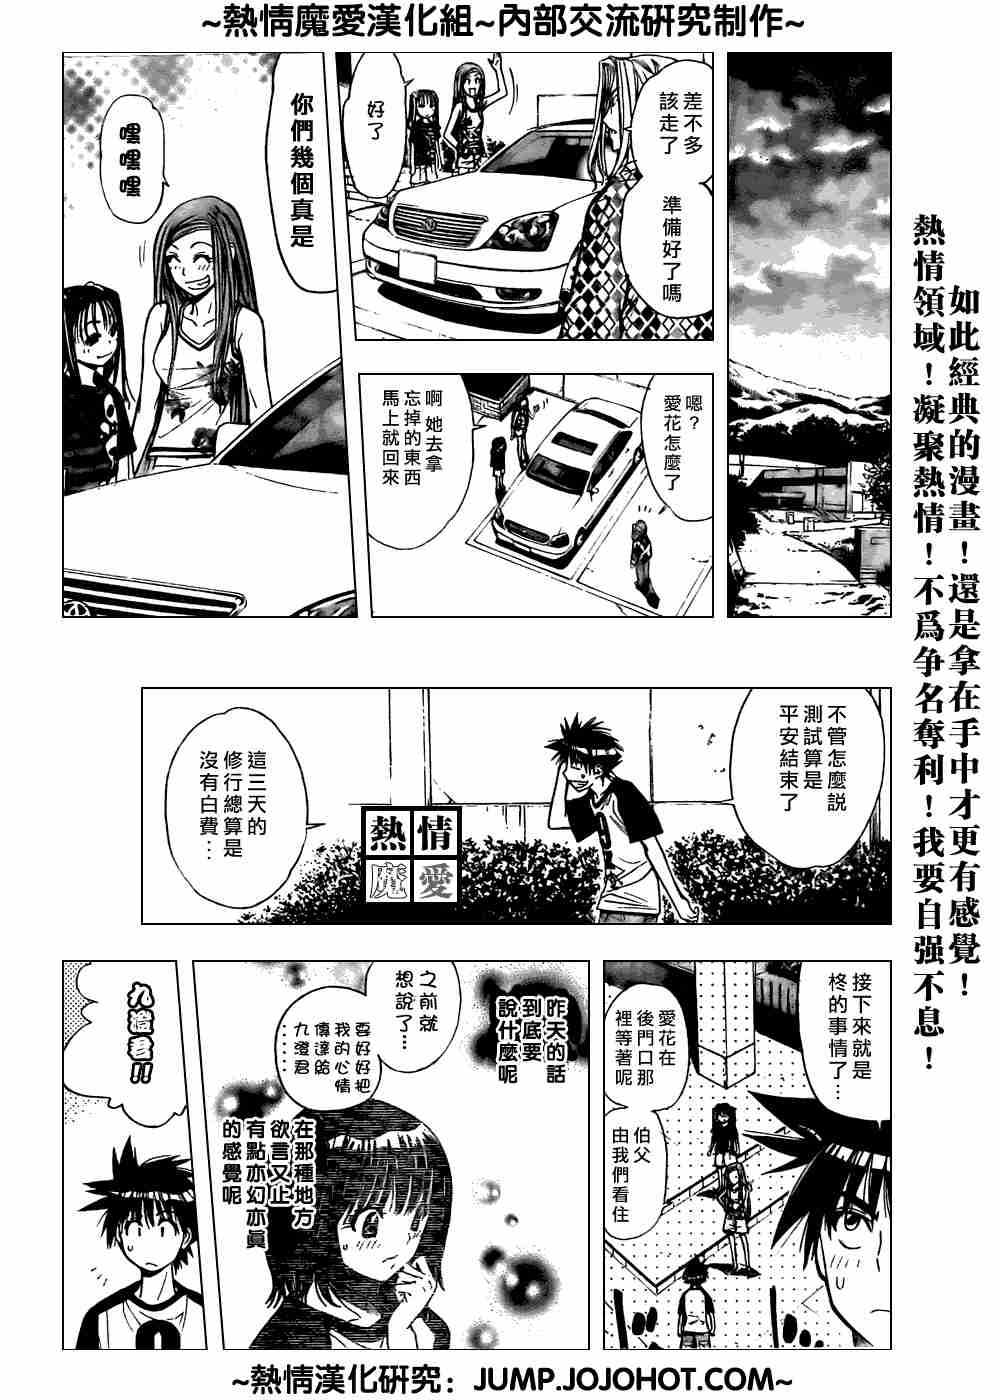 ~熱情魔愛漢化組~內部交流研究制作~
如此經典的漫畫！還是拿在手中才更有感覺！
熱情領域！凝聚熱情！不爲争名奪利！我要自强不息！
差不多
該走了
準備好了嗎
好了
你們幾個真是
嘿嘿嘿
嗯？
愛花怎麼了
啊 她去拿
忘掉的東西
馬上就回來
不管怎麼說
測試算是
平安結束了
這三天的
修行總算是
沒有白費…
熱情
魔愛
接下來就是
柊的事情了…
愛花在
後門口那
裡等著呢
伯父
由我們看住
昨天的話
到底要
說什麼呢
之前就
想說了…
要好好把
我的心情
傳達給
九澄君
……
在那種地方
欲言又止
有點亦幻亦眞
的感覺呢
九澄君!!
~熱情漢化研究：JUMP.JOJOHOT.COM~